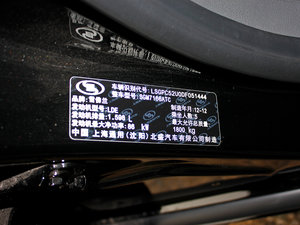 车辆识别代号:LSGPC52U0DF051444
整车型号:SGM7166ATC
品牌:雪佛兰 制造年月:12-12
发动机型号:LDE 乘坐人数:5
发动机排量:1.598 L 最大允许总质量:
发动机最大净功率: 86 kW 1800 kg
中国 上海通用(沈阳)北盛汽车有限公司制造